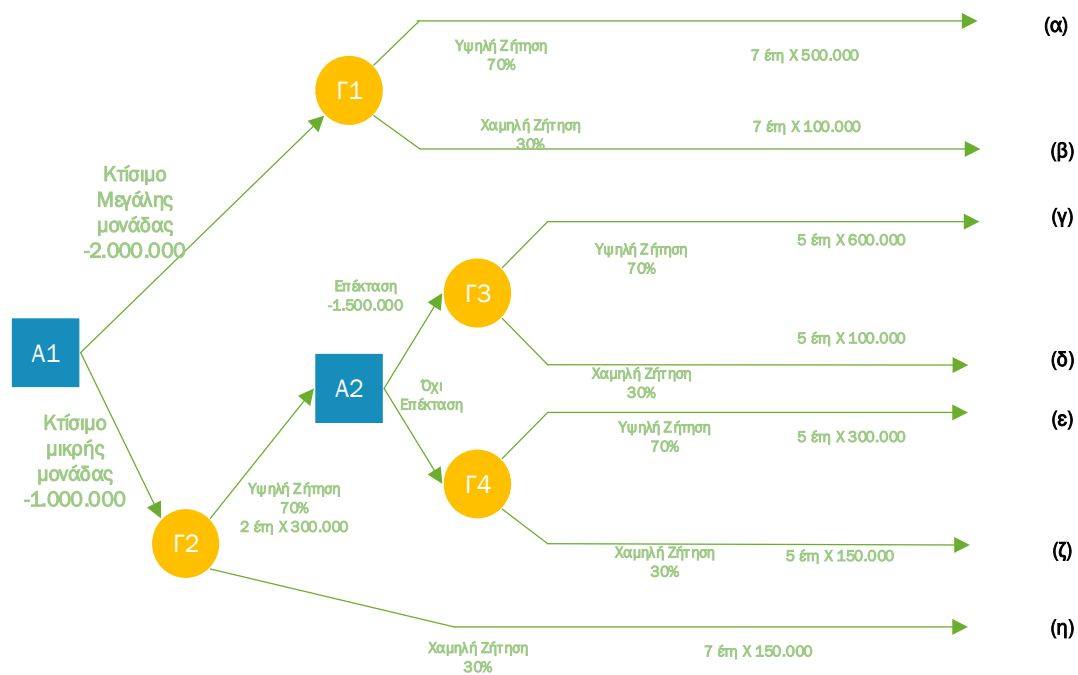 (α)
Υψηλή Ζήτηση
70%
7 έτη Χ 500.000
Γ1
Χαμηλή Ζήτηση
30%
7 έτη Χ 100.000
(β)
Κτίσιμο
Μεγάλης
μονάδας
-2.000.000
(γ)
Υψηλή Ζήτηση
70%
5 έτη Χ 600.000
Επέκταση
-1.500.000
Γ3
Α1
5 έτη Χ 100.000
(δ)
Χαμηλή Ζήτηση
30%
Α2
Όχι
Επέκταση
(ε)
Υψηλή Ζήτηση
70%
5 έτη Χ 300.000
Κτίσιμο
μικρής
μονάδας
-1.000.000
Γ4
Υψηλή Ζήτηση
70%
2 έτη Χ 300.000
Γ2
Χαμηλή Ζήτηση
30%
5 έτη Χ 150.000
(ζ)
(η)
Χαμηλή Ζήτηση
30%
7 έτη Χ 150.000